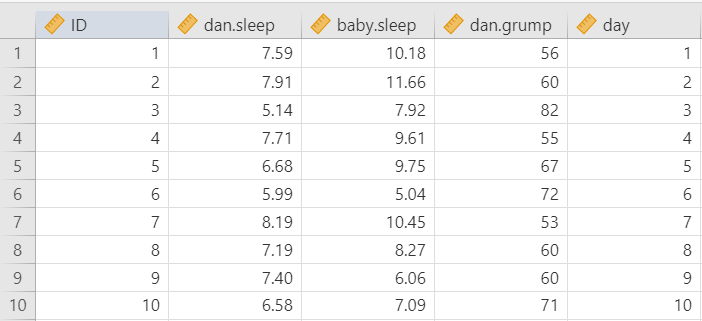 ID dan.sleep baby.sleep dan.grump day
1 1 7.59 10.18 56 1
2 2 7.91 11.66 60 2
3 3 5.14 7.92 82 3
4 4 7.71 9.61 55 4
5 5 6.68 9.75 67 5
6 6 5.99 5.04 72 6
7 7 8.19 10.45 53 7
8 8 7.19 8.27 60 8
9 9 7.40 6.06 60 9
10 10 6.58 7.09 71 10